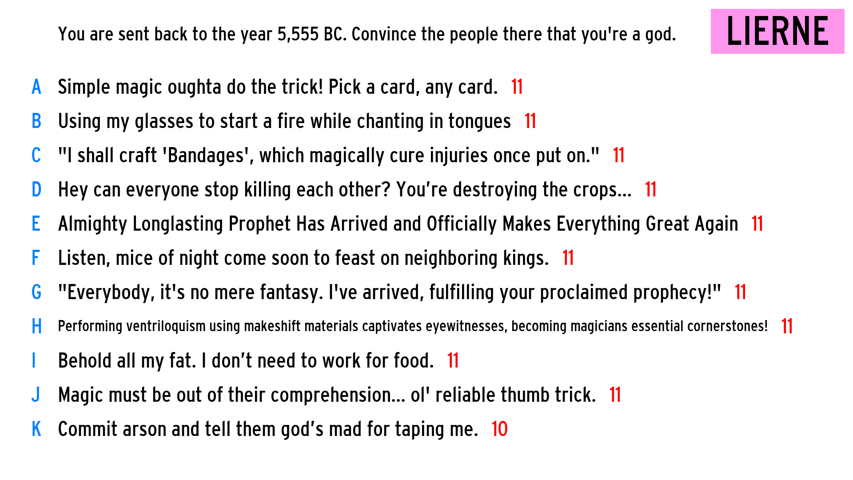 You are sent back to the year 5,555 BC. Convince the people there that you're a god.
LIERNE
A Simple magic oughta do the trick! Pick a card, any card. 11
B Using my glasses to start a fire while chanting in tongues 11
C "I shall craft 'Bandages', which magically cure injuries once put on." 11
D Hey can everyone stop killing each other? You’re destroying the crops... 11
E Almighty Longlasting Prophet Has Arrived and Officially Makes Everything Great Again 11
F Listen, mice of night come soon to feast on neighboring kings. 11
G "Everybody, it's no mere fantasy. I've arrived, fulfilling your proclaimed prophecy!" 11
H Performing ventriloquism using makeshift materials captivates eyewitnesses, becoming magicians essential cornerstones! 11
I Behold all my fat. I don’t need to work for food. 11
J Magic must be out of their comprehension... ol' reliable thumb trick. 11
K Commit arson and tell them god’s mad for taping me. 10